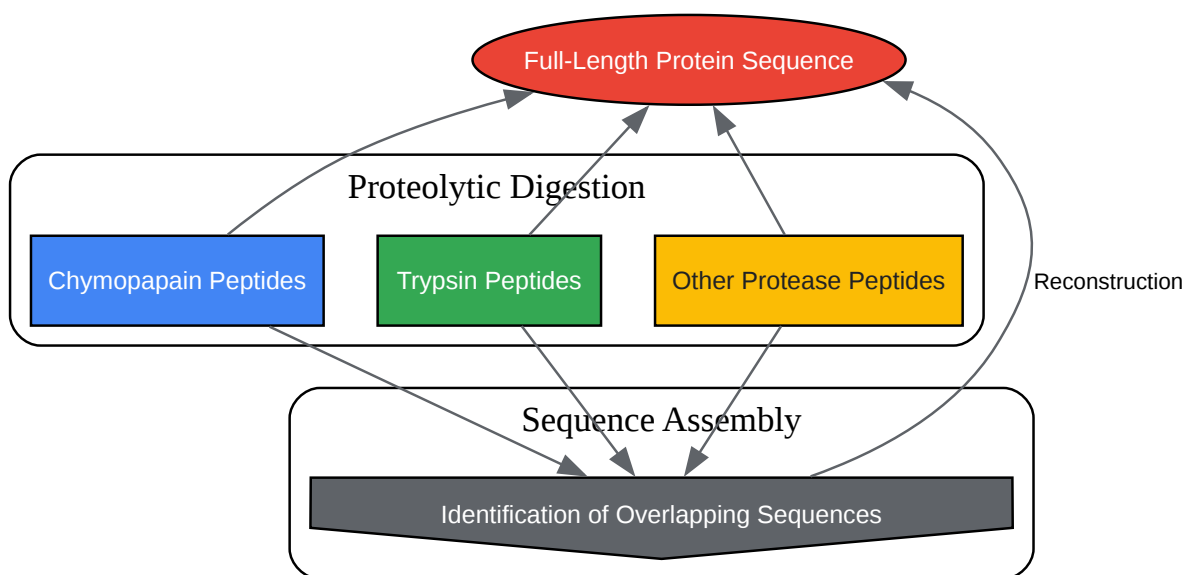 Full-Length Protein Sequence
Proteolytic Digestion
Chymopapain Peptides
Trypsin Peptides
Other Protease Peptides
Reconstruction
Sequence Assembly
Identification of Overlapping Sequences